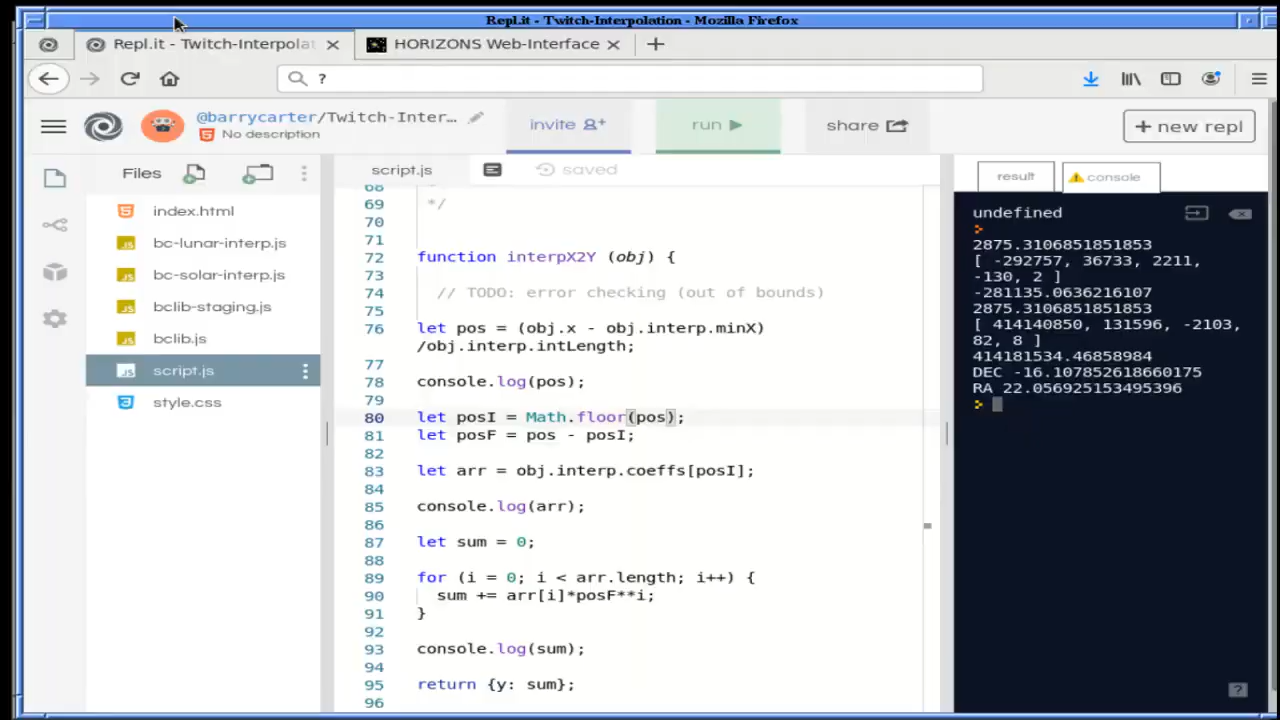 Repl.it - Twitch-Interpolation - Mozilla Firefox
Repl.it - Twitch-Interpolat
HORIZONS Web-Interface
?
@barrycarter/Twitch-Inter…
No description
invite
run
share
+ new repl
Files
index.html
bc-lunar-interp.js
bc-solar-interp.js
bclib-staging.js
bclib.js
script.js
style.css
script.js
saved
68
69 */
70
71
72 function interpX2Y (obj) {
73
74 // TODO: error checking (out of bounds)
75
76 let pos = (obj.x - obj.interp.minX)
/obj.interp.intLength;
77
78 console.log(pos);
79
80 let posI = Math.floor(pos);
81 let posF = pos - posI;
82
83 let arr = obj.interp.coeffs[posI];
84
85 console.log(arr);
86
87 let sum = 0;
88
89 for (i = 0; i < arr.length; i++) {
90 sum += arr[i]*posF**i;
91 }
92
93 console.log(sum);
94
95 return {y: sum};
96
result
console
undefined
2875.3106851851853
[ -292757, 36733, 2211,
-130, 2 ]
-281135.0636216107
2875.3106851851853
[ 414140850, 131596, -2103,
82, 8 ]
414181534.46858984
DEC -16.107852618660175
RA 22.056925153495396
?